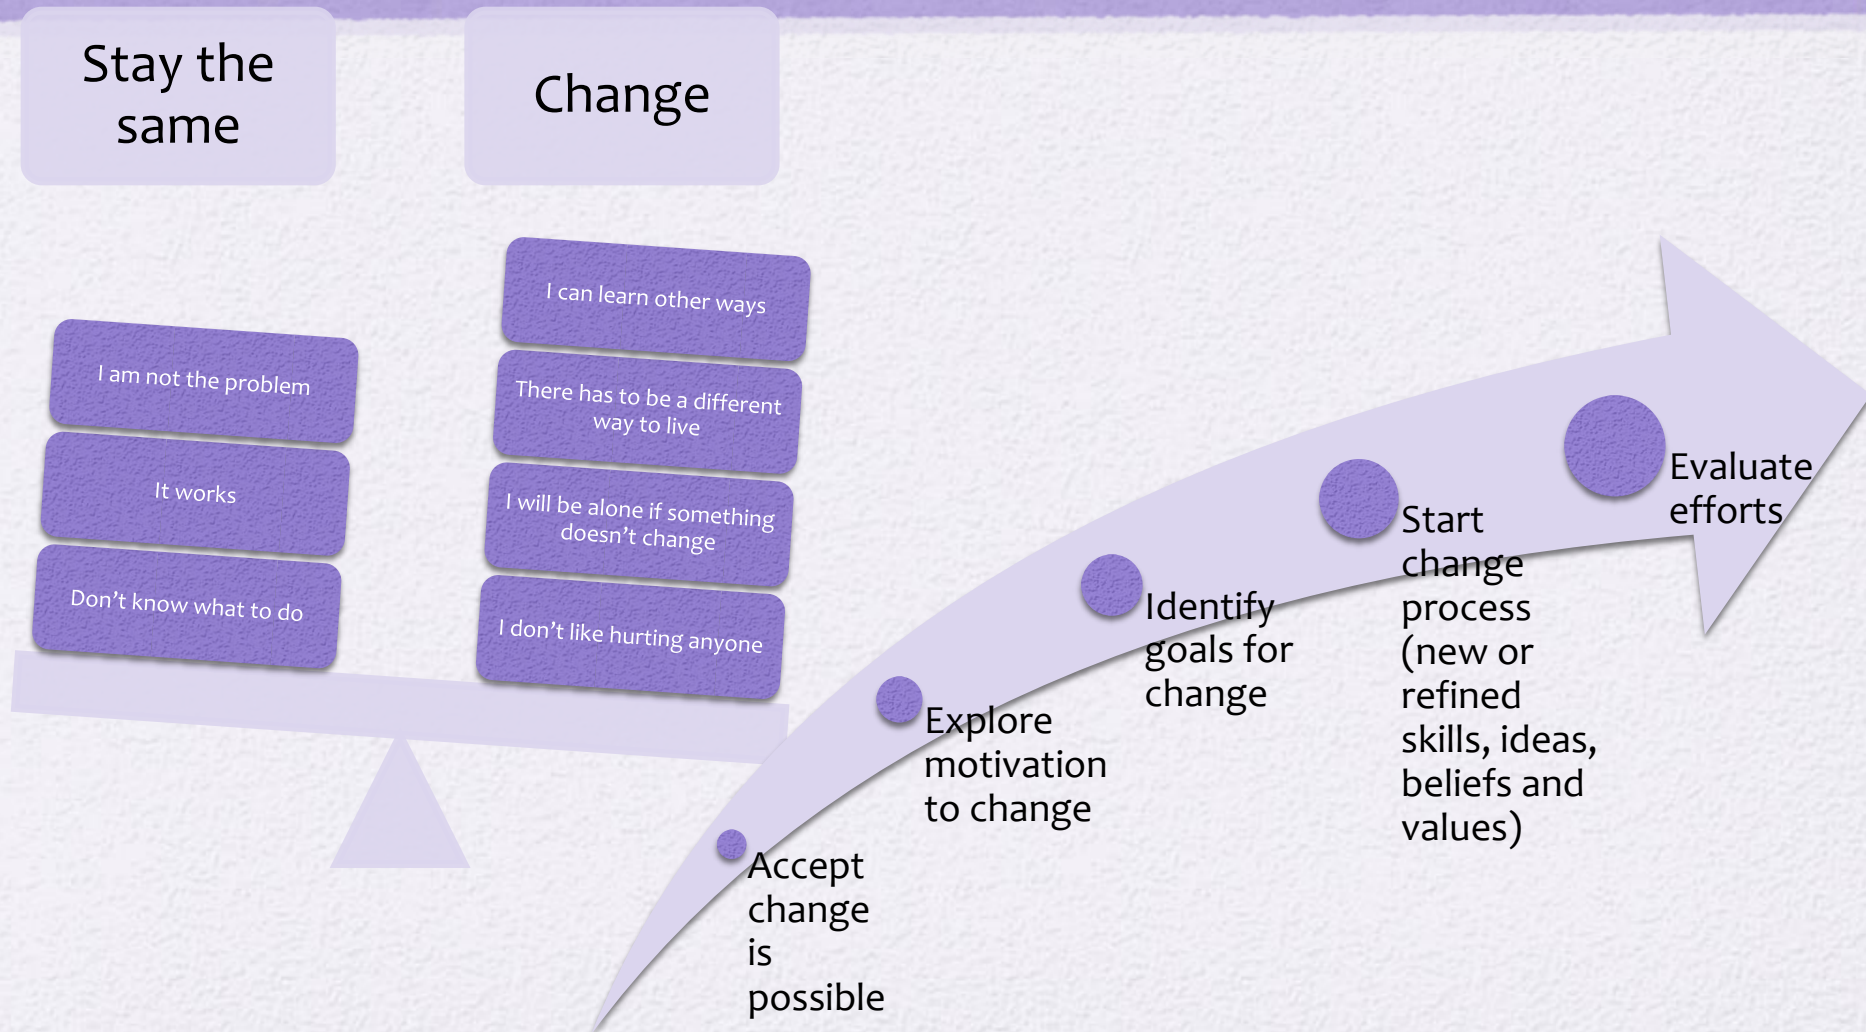 Stay the
same
Change
I am not the problem
It works
Don’t know what to do
I can learn other ways
There has to be a different
way to live
I will be alone if something
doesn’t change
I don’t like hurting anyone
Accept
change
is
possible
Explore
motivation
to change
Identify
goals for
change
Start
change
process
(new or
refined
skills, ideas,
beliefs and
values)
Evaluate
efforts